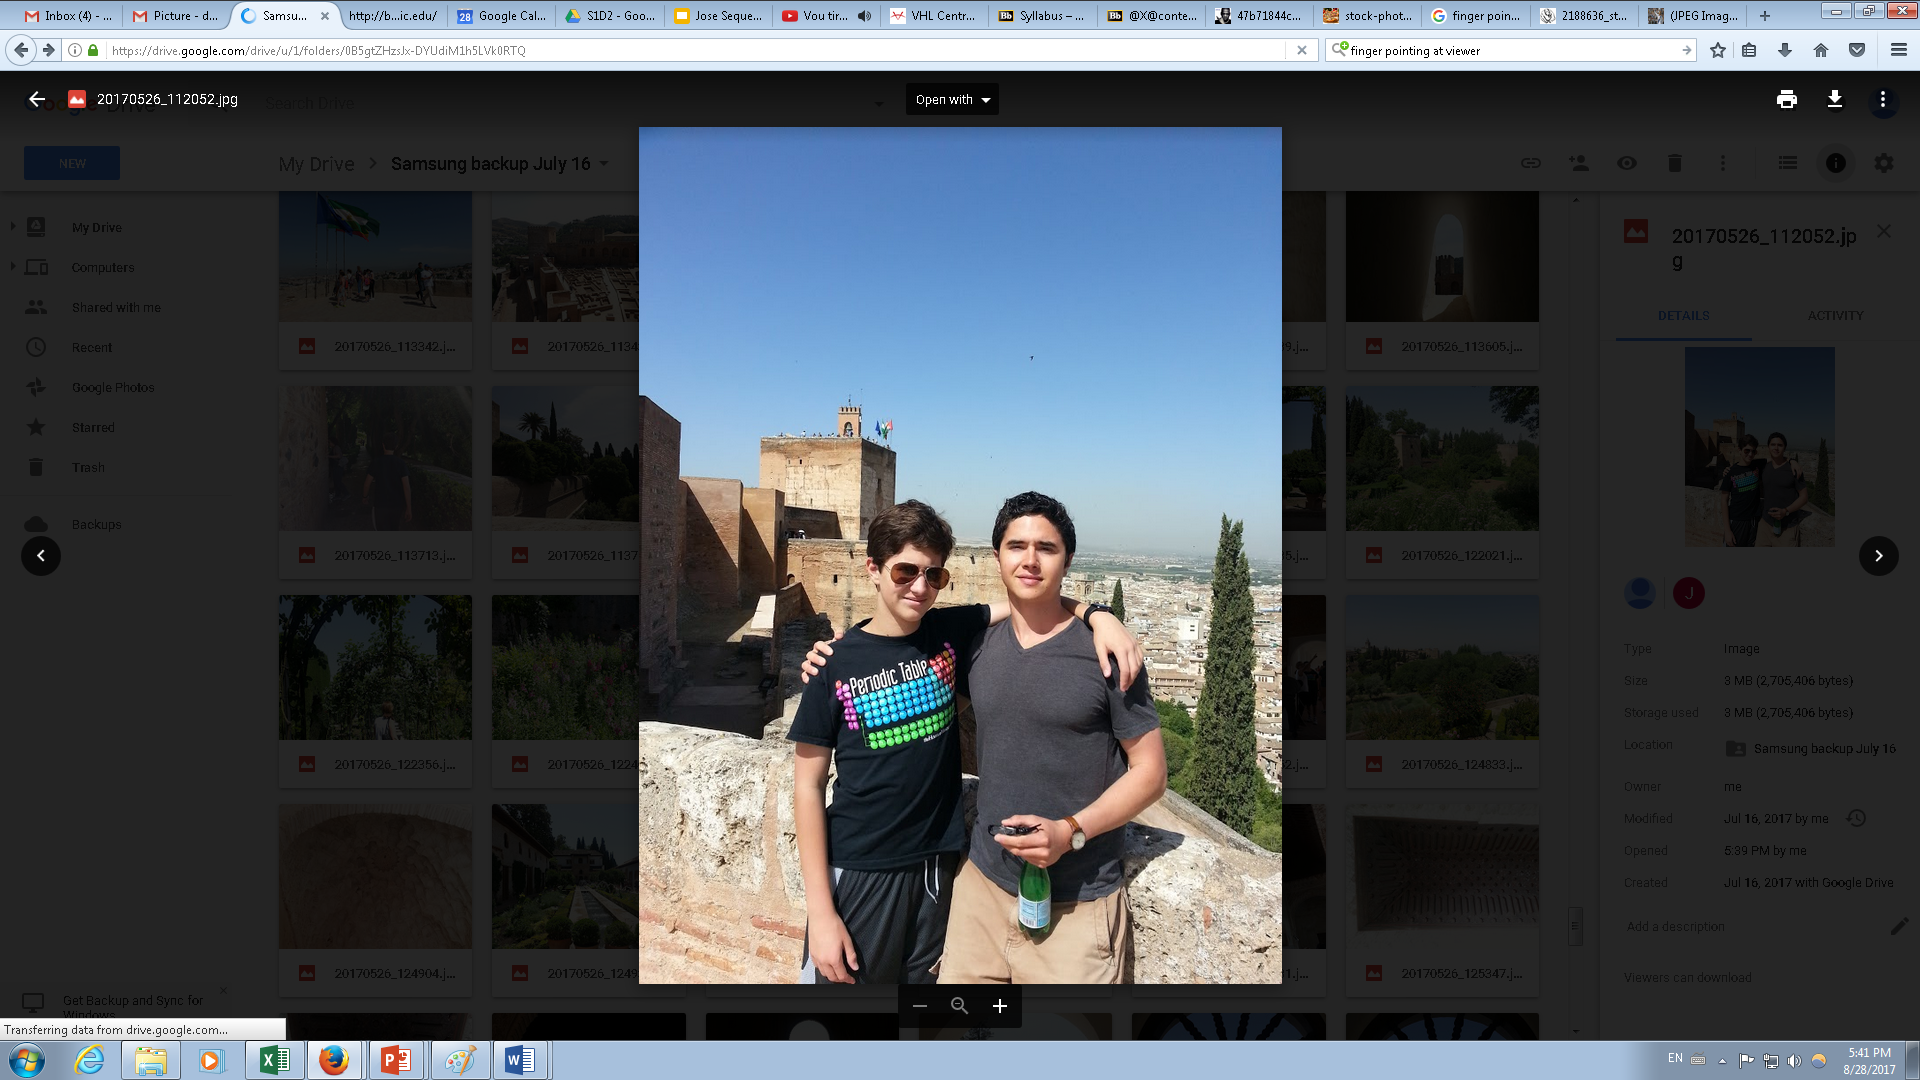 Inbox (4) - ...
Picture - d...
Samsu...
http://b...ic.edu/
Google Cal...
S1D2 - Goo...
Jose Seque...
Vou tir...
VHL Centr...
Syllabus – ...
@X@conte...
47b71844c...
stock-phot...
finger poin...
2188636_st...
(JPEG Imag...
https://drive.google.com/drive/u/1/folders/0B5gtZHzsJx-DYUdiM1h5LVk0RTQ
finger pointing at viewer
20170526_112052.jpg
Search Drive
Open with
NEW
My Drive > Samsung backup July 16
My Drive
Computers
Shared with me
Recent
Google Photos
Starred
Trash
Backups
Get Backup and Sync for
Windows
20170526_113342.j...
20170526_113605.j...
20170526_113713.j...
20170526_122021.j...
20170526_122356.j...
20170526_124833.j...
20170526_124904.j...
20170526_125347.j...
Periodic Table
20170526_112052.jp
g
DETAILS
ACTIVITY
J
Type Image
Size 3 MB (2,705,406 bytes)
Storage used 3 MB (2,705,406 bytes)
Location Samsung backup July 16
Owner me
Modified Jul 16, 2017 by me
Opened 5:39 PM by me
Created Jul 16, 2017 with Google Drive
Add a description
Viewers can download
Transferring data from drive.google.com...
EN
5:41 PM
8/28/2017